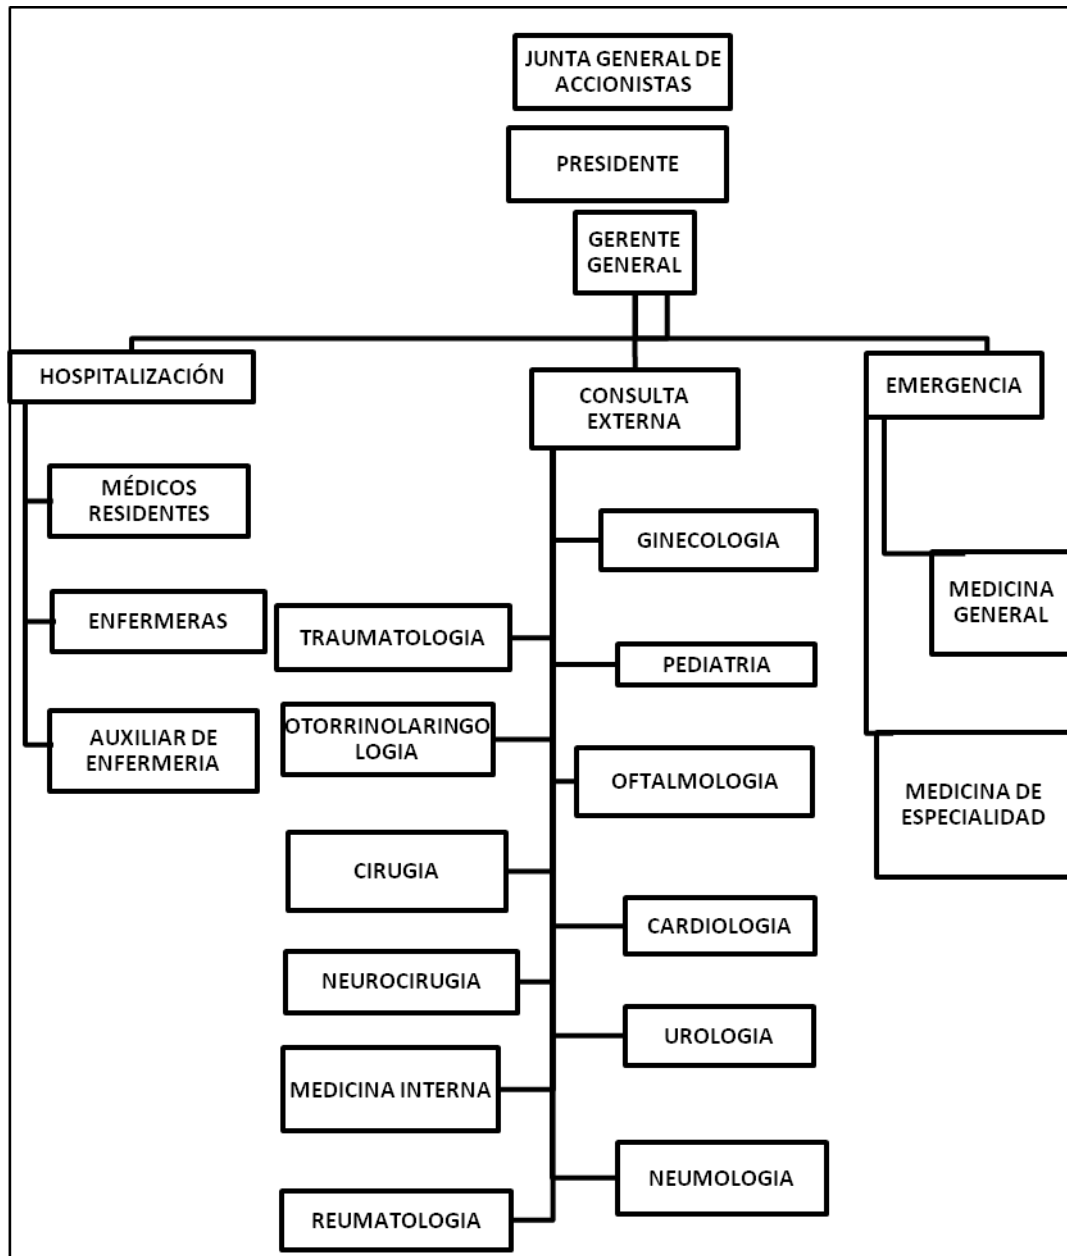 JUNTA GENERAL DE
ACCIONISTAS
PRESIDENTE
GERENTE
GENERAL
HOSPITALIZACIÓN
CONSULTA
EXTERNA
EMERGENCIA
MÉDICOS
RESIDENTES
ENFERMERAS
AUXILIAR DE
ENFERMERIA
TRAUMATOLOGIA
OTORRINOLARINGO
LOGIA
CIRUGIA
NEUROCIRUGIA
MEDICINA INTERNA
REUMATOLOGIA
GINECOLOGIA
PEDIATRIA
OFTALMOLOGIA
CARDIOLOGIA
UROLOGIA
NEUMOLOGIA
MEDICINA
GENERAL
MEDICINA DE
ESPECIALIDAD